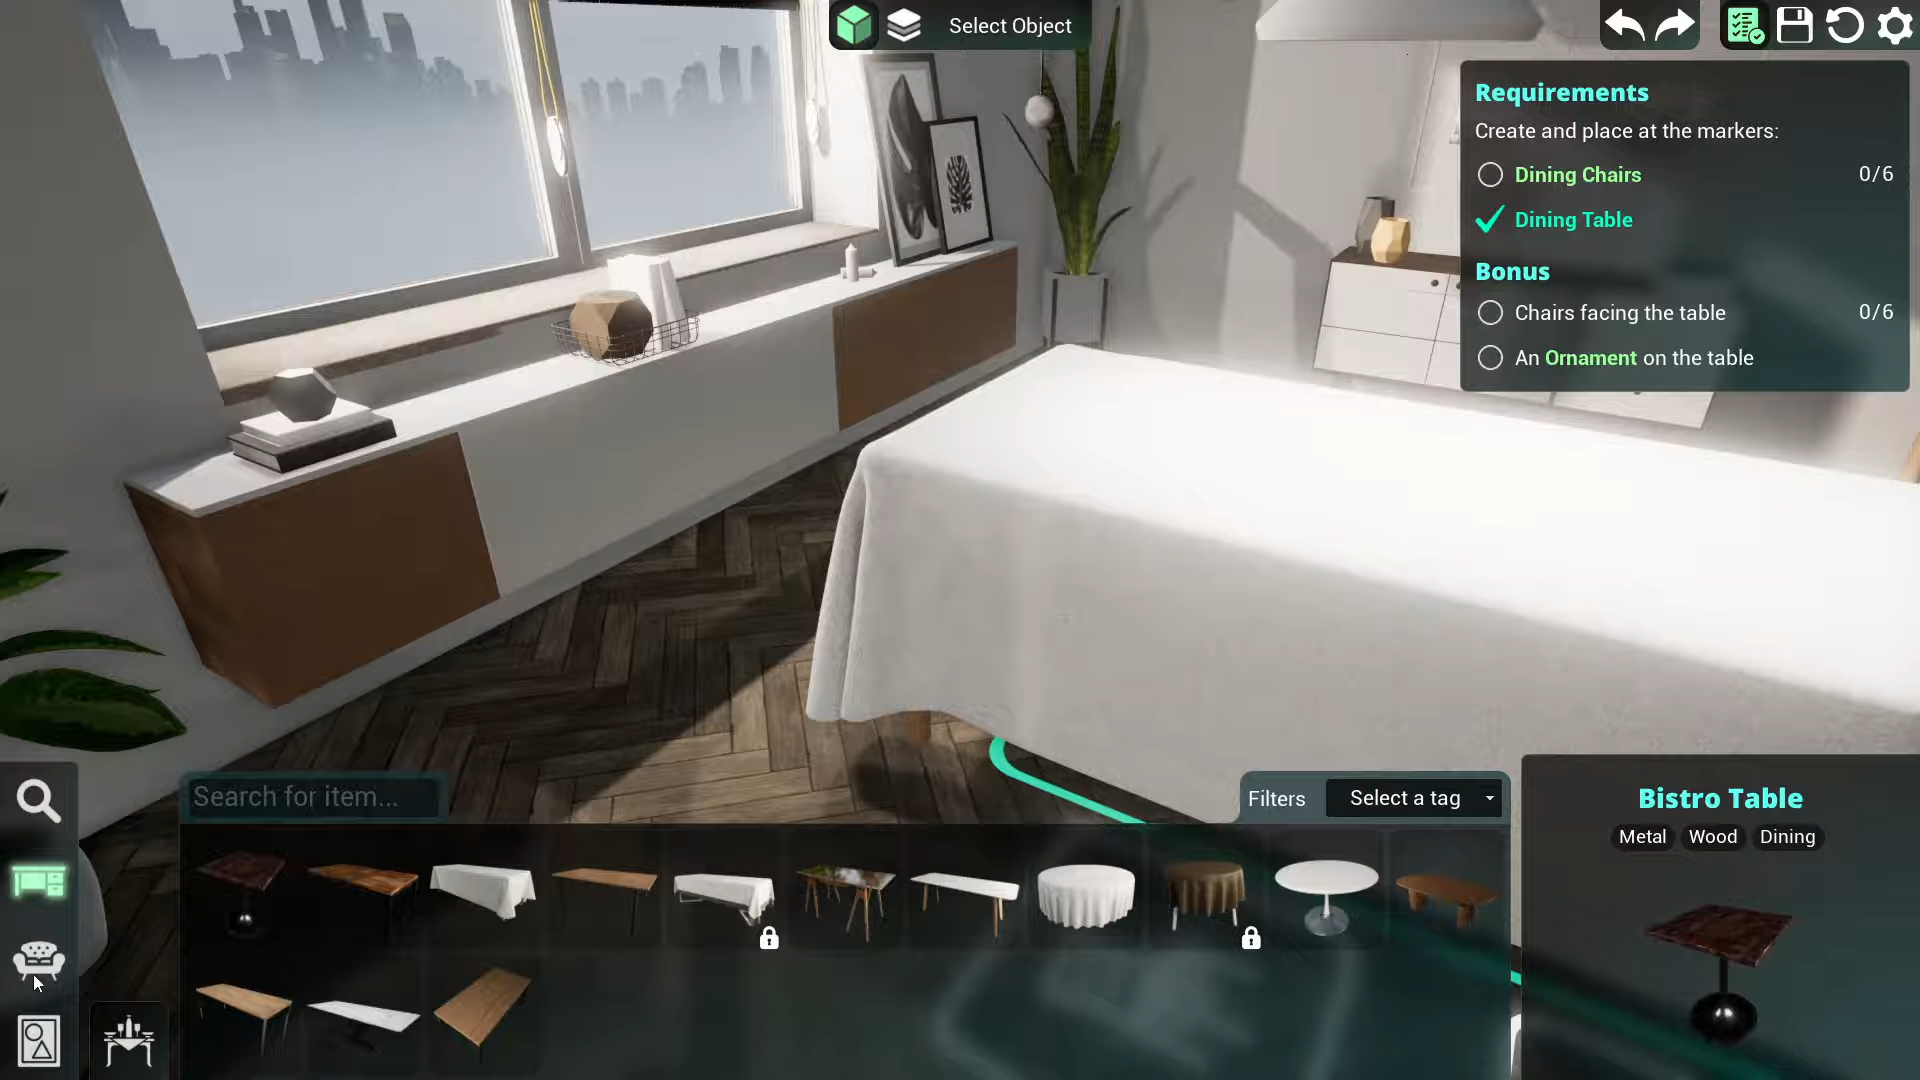 Select Object
Requirements
Create and place at the markers:
Dining Chairs 0/6
Dining Table
Bonus
Chairs facing the table 0/6
An Ornament on the table
Search for item...
Filters Select a tag
Bistro Table
Metal Wood Dining